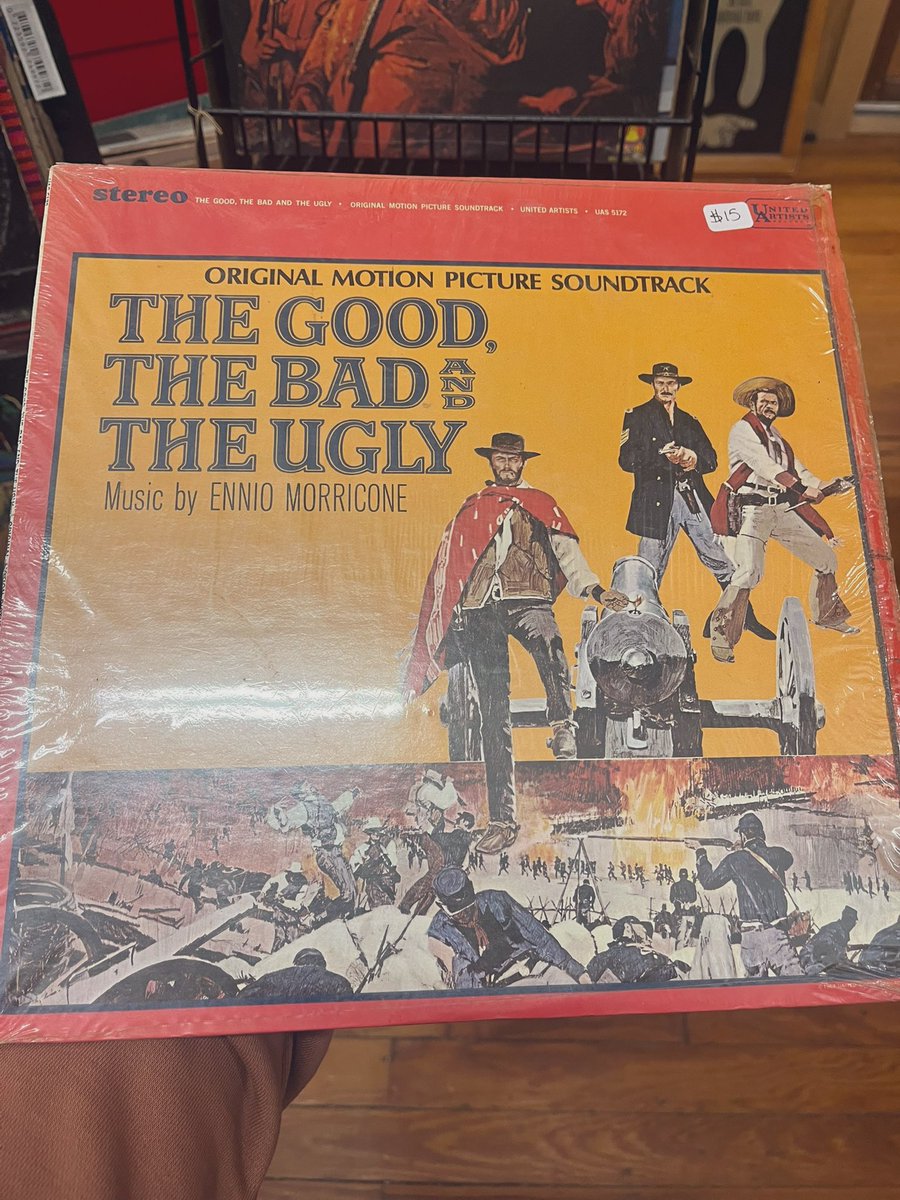 stereo THE GOOD, THE BAD AND THE UGLY • ORIGINAL MOTION PICTURE SOUNDTRACK • UNITED ARTISTS • UAS 5172
$15
UNITED ARTISTS
ORIGINAL MOTION PICTURE SOUNDTRACK
THE GOOD,
THE BAD AND
THE UGLY
Music by ENNIO MORRICONE